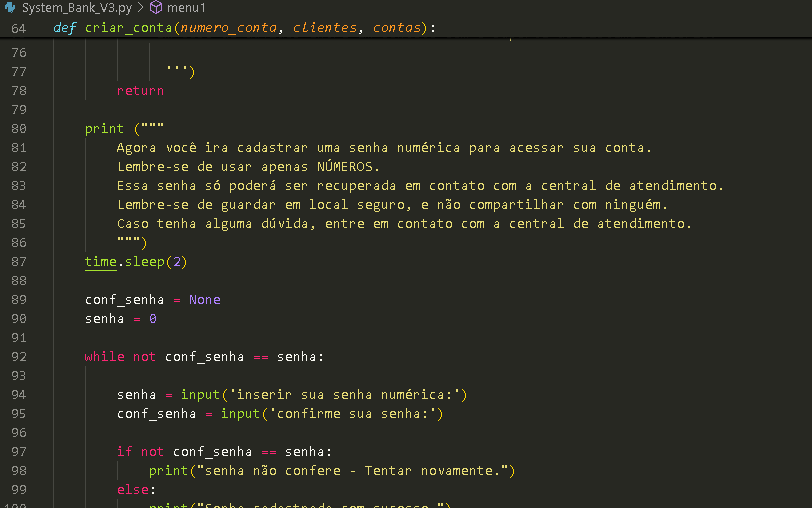 System_Bank_V3.py > menu1
64 def criar_conta(numero_conta, clientes, contas):
76
77 ''')
78 return
79
80 print ("""
81 Agora você ira cadastrar uma senha numérica para acessar sua conta.
82 Lembre-se de usar apenas NÚMEROS.
83 Essa senha só poderá ser recuperada em contato com a central de atendimento.
84 Lembre-se de guardar em local seguro, e não compartilhar com ninguém.
85 Caso tenha alguma dúvida, entre em contato com a central de atendimento.
86 """)
87 time.sleep(2)
88
89 conf_senha = None
90 senha = 0
91
92 while not conf_senha == senha:
93
94 senha = input('inserir sua senha numérica:')
95 conf_senha = input('confirme sua senha:')
96
97 if not conf_senha == senha:
98 print("senha não confere - Tentar novamente.")
99 else:
100 print("Senha cadastrada com sucesso.")